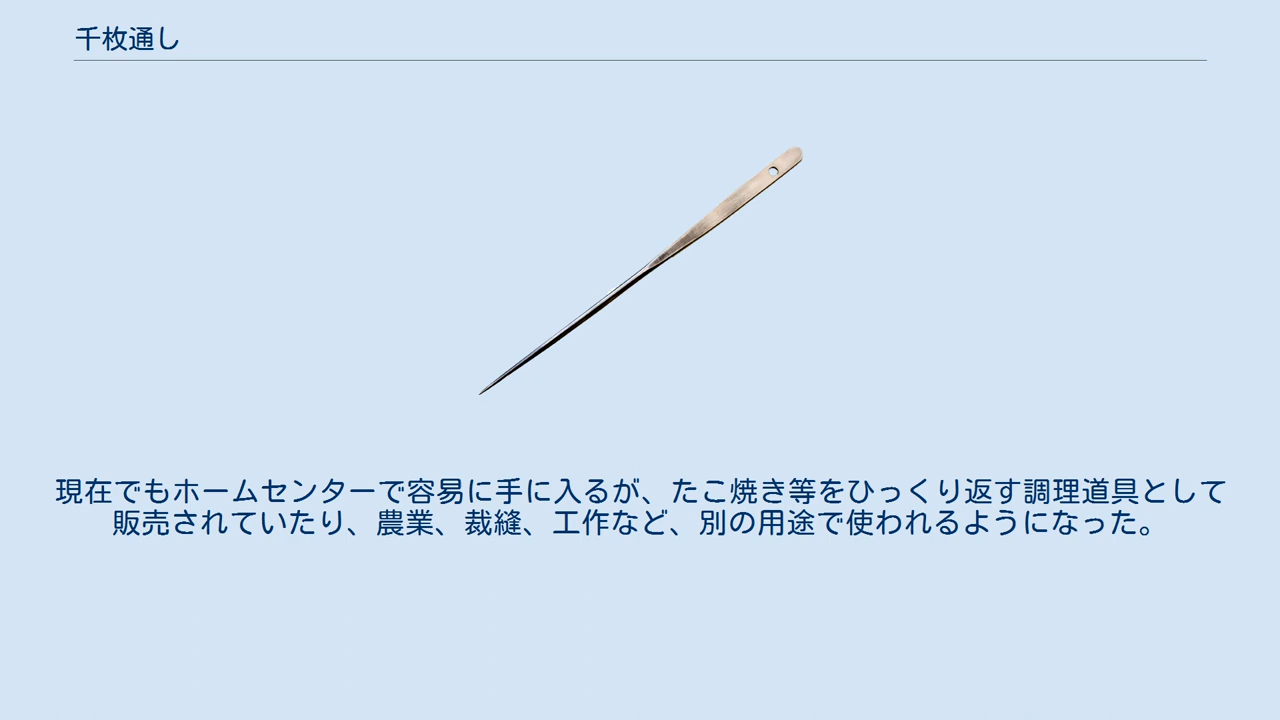 千枚通し
現在でもホームセンターで容易に手に入るが、たこ焼き等をひっくり返す調理道具として
販売されていたり、農業、裁縫、工作など、別の用途で使われるようになった。